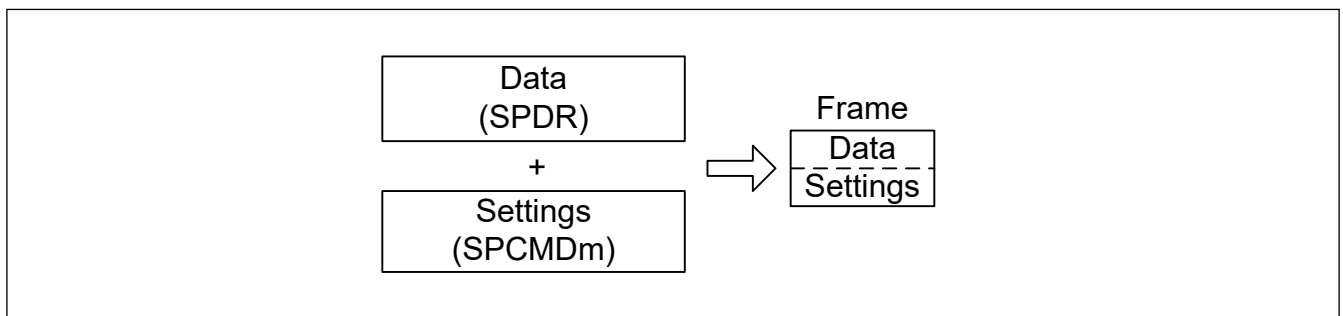 Data
(SPDR)
+
Settings
(SPCMDm)
Frame
Data
Settings